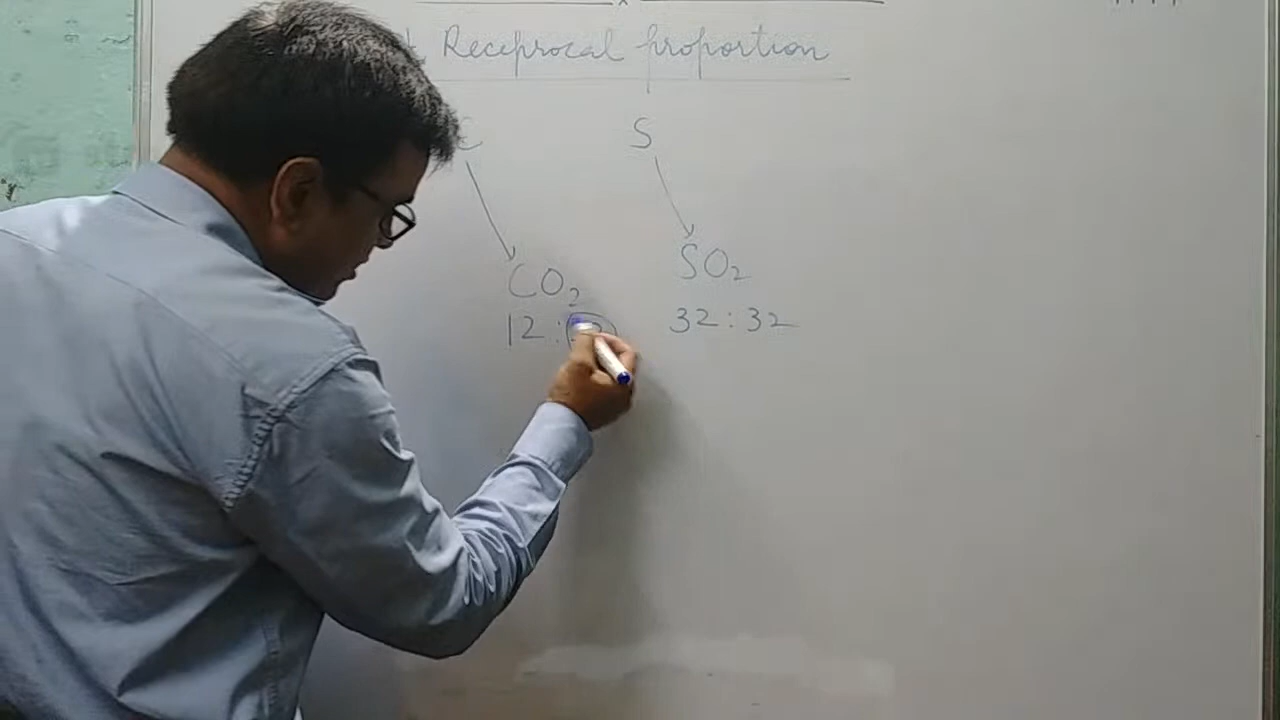 Reciprocal proportion
C S
CO2 SO2
12 : 32 : 32